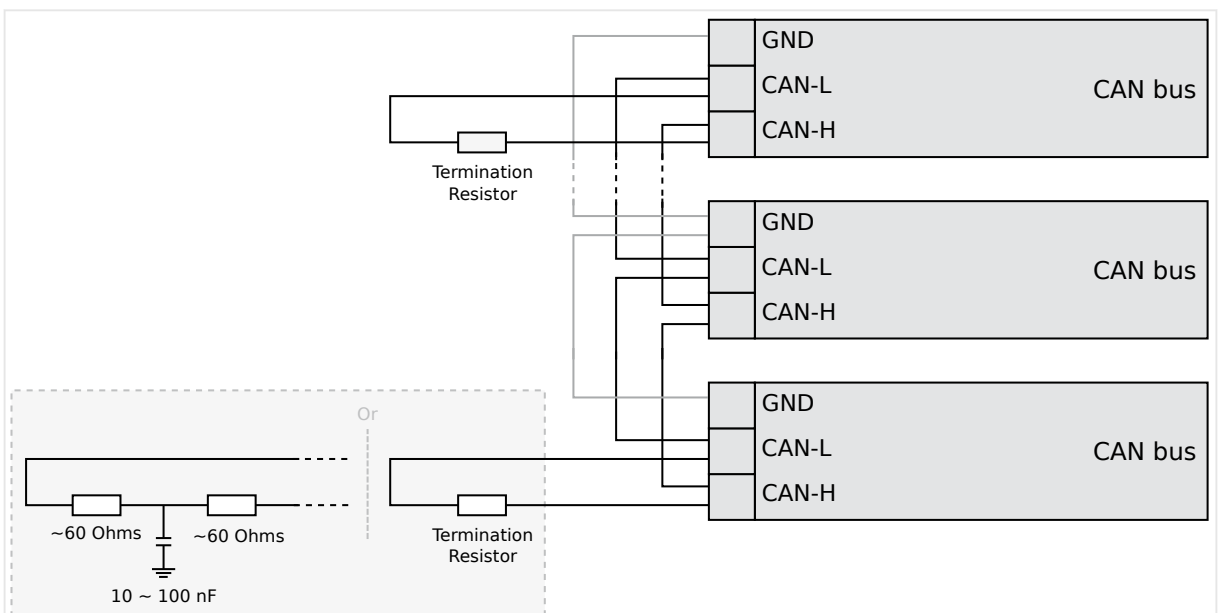 GND
CAN-L
CAN-H
CAN bus
Termination
Resistor
GND
CAN-L
CAN-H
CAN bus
GND
CAN-L
CAN-H
CAN bus
Or
~60 Ohms
~60 Ohms
10 ~ 100 nF
Termination
Resistor